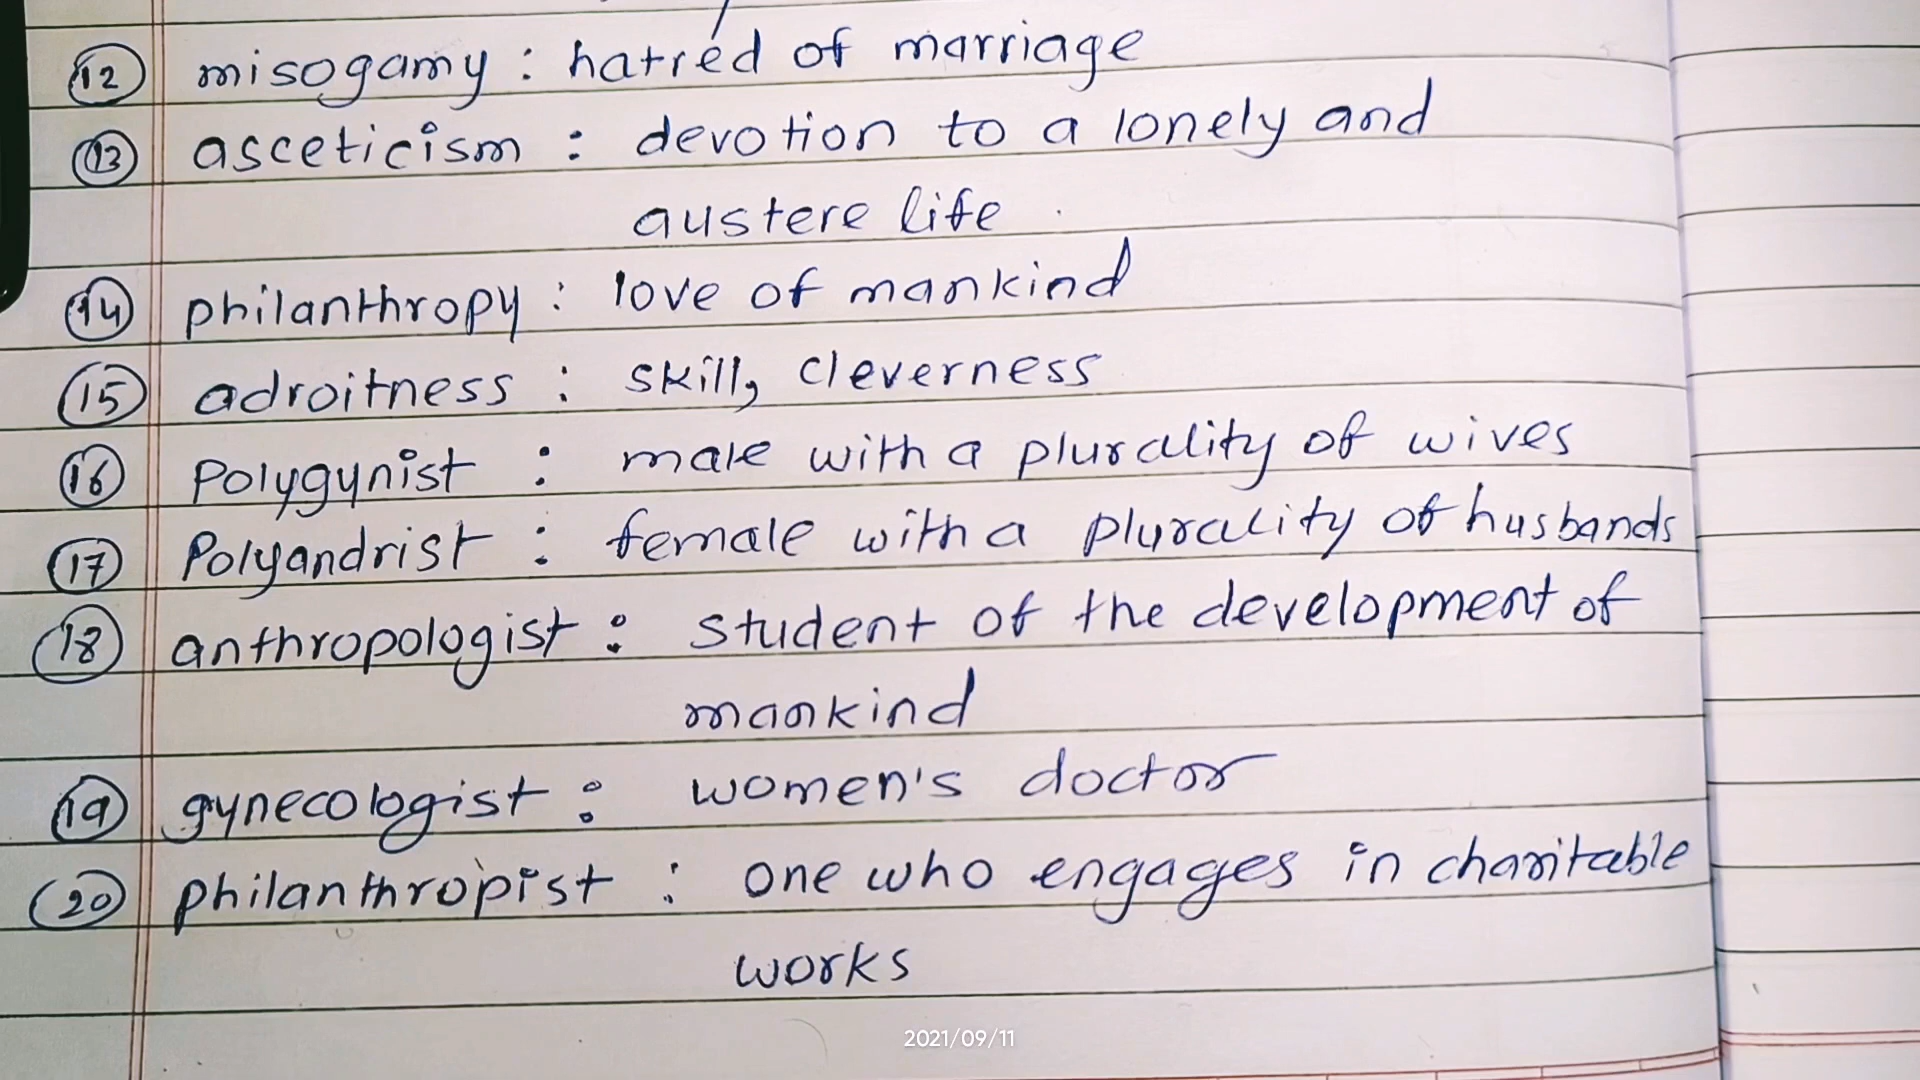 12 misogamy : hatred of marriage
13 asceticism : devotion to a lonely and
austere life
14 philanthropy : love of mankind
15 adroitness : skill, cleverness
16 Polygynist : male with a plurality of wives
17 Polyandrist : female with a plurality of husbands
18 anthropologist : student of the development of
mankind
19 gynecologist : women's doctor
20 philanthropist : one who engages in charitable
works
2021/09/11